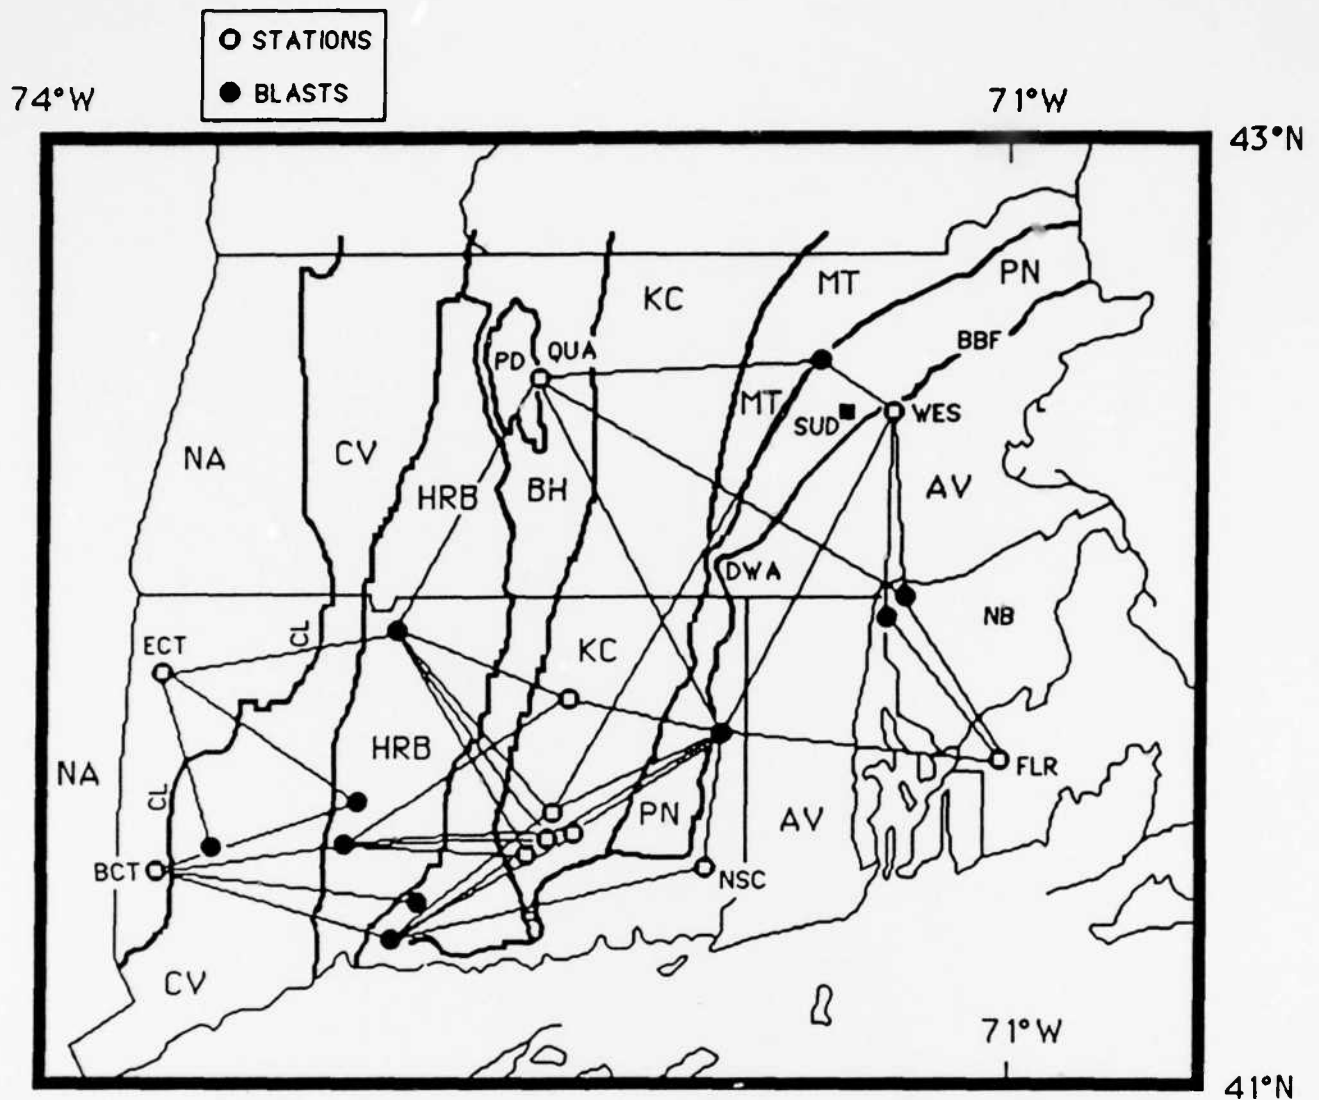 STATIONS
BLASTS
74°W
71°W
43°N
PN
MT
KC
BBF
PD
QUA
MT
SUD
WES
NA
CV
HRB
BH
AV
DWA
NB
CL
ECT
KC
HRB
FLR
NA
CL
PN
AV
BCT
NSC
CV
71°W
41°N